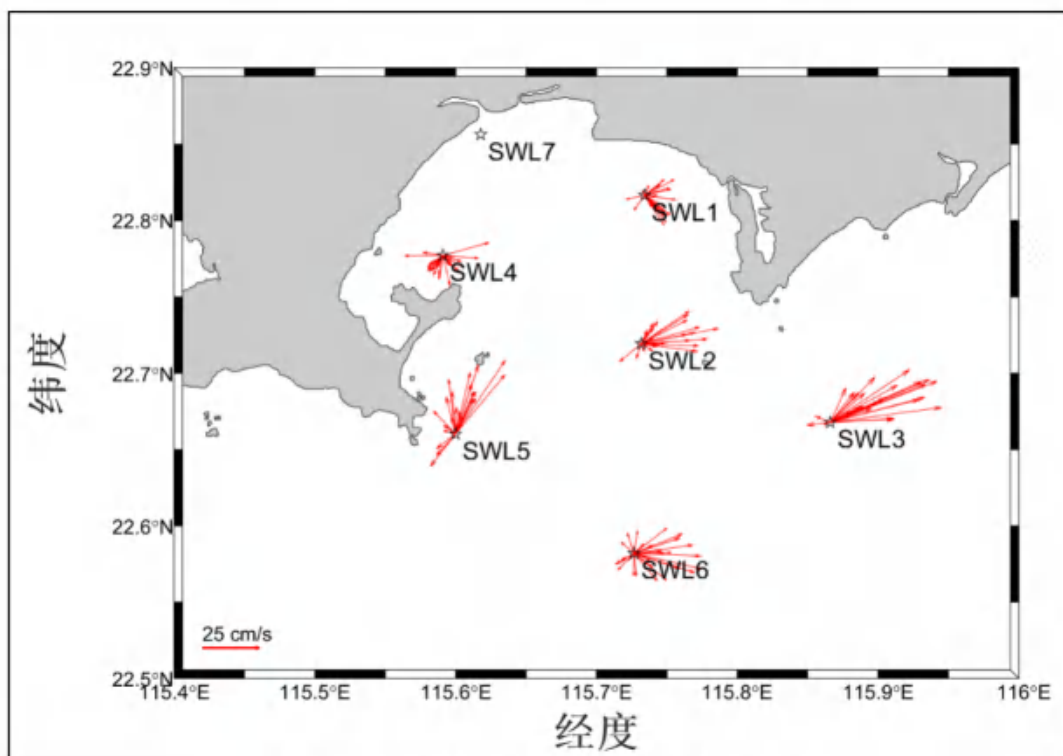 22.9°N
SWL7
SWL1
22.8°N
SWL4
SWL2
22.7°N
SWL5
SWL3
22.6°N
SWL6
25 cm/s
22.5°N
115.4°E 115.5°E 115.6°E 115.7°E 115.8°E 115.9°E 116°E
经度
纬度